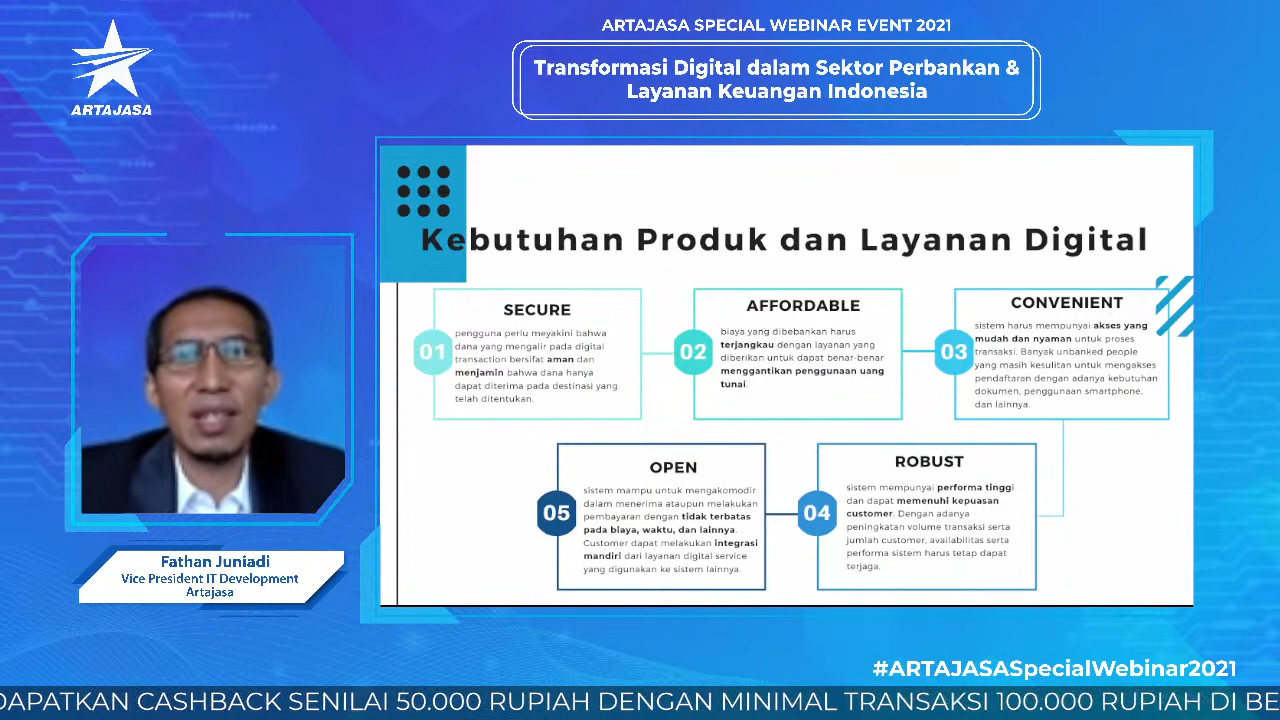 ARTAJASA SPECIAL WEBINAR EVENT 2021
Transformasi Digital dalam Sektor Perbankan &
Layanan Keuangan Indonesia
ARTAJASA
Kebutuhan Produk dan Layanan Digital
01
SECURE
pengguna perlu meyakini bahwa
dana yang mengalir pada digital
transaction bersifat aman dan
menjamin bahwa dana hanya
dapat diterima pada destinasi yang
telah ditentukan.
02
AFFORDABLE
biaya yang dibebankan harus
terjangkau dengan layanan yang
diberikan untuk dapat benar-benar
menggantikan penggunaan uang
tunai.
03
CONVENIENT
sistem harus mempunyai akses yang
mudah dan nyaman untuk proses
transaksi. Banyak unbanked people
yang masih kesulitan untuk mengakses
pendaftaran dengan adanya kebutuhan
dokumen, penggunaan smartphone,
dan lainnya.
04
ROBUST
sistem mempunyai performa tinggi
dan dapat memenuhi kepuasan
customer. Dengan adanya
peningkatan volume transaksi serta
jumlah customer, availabilitas serta
performa sistem harus tetap dapat
terjaga.
05
OPEN
sistem mampu untuk mengakomodir
dalam menerima ataupun melakukan
pembayaran dengan tidak terbatas
pada biaya, waktu, dan lainnya.
Customer dapat melakukan integrasi
mandiri dari layanan digital service
yang digunakan ke sistem lainnya.
Fathan Juniadi
Vice President IT Development
Artajasa
#ARTAJASASpecialWebinar2021
DAPATKAN CASHBACK SENILAI 50.000 RUPIAH DENGAN MINIMAL TRANSAKSI 100.000 RUPIAH DI BE